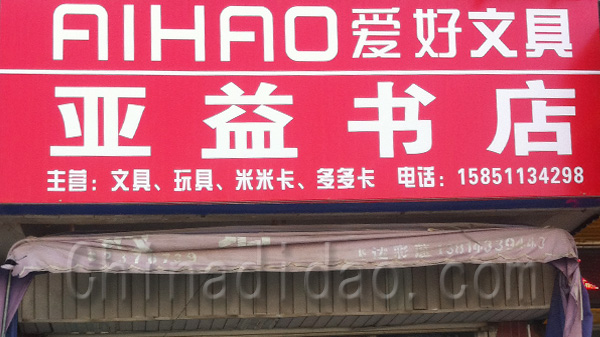 AIHAO爱好文具
亚益书店
主营：文具、玩具、米米卡、多多卡 电话：15851134298
Chinadidao.com